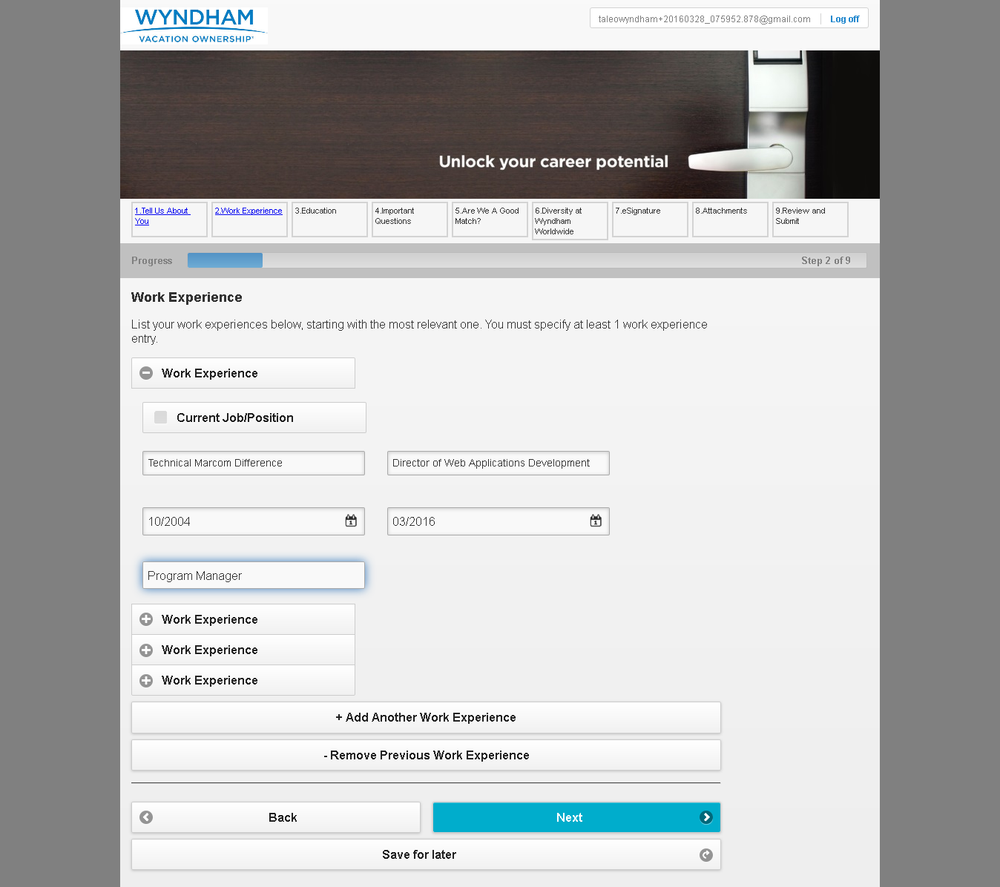 WYNDHAM
VACATION OWNERSHIP
taleowyndham+20160328_075952.878@gmail.com
Log off
Unlock your career potential
1.Tell Us About
You
2.Work Experience
3.Education
4.Important
Questions
5.Are We A Good
Match?
6.Diversity at
Wyndham
Worldwide
7.eSignature
8.Attachments
9.Review and
Submit
Progress
Step 2 of 9
Work Experience
List your work experiences below, starting with the most relevant one. You must specify at least 1 work experience
entry.
Work Experience
Current Job/Position
Technical Marcom Difference
Director of Web Applications Development
10/2004
03/2016
Program Manager
Work Experience
Work Experience
Work Experience
+ Add Another Work Experience
- Remove Previous Work Experience
Back
Next
Save for later